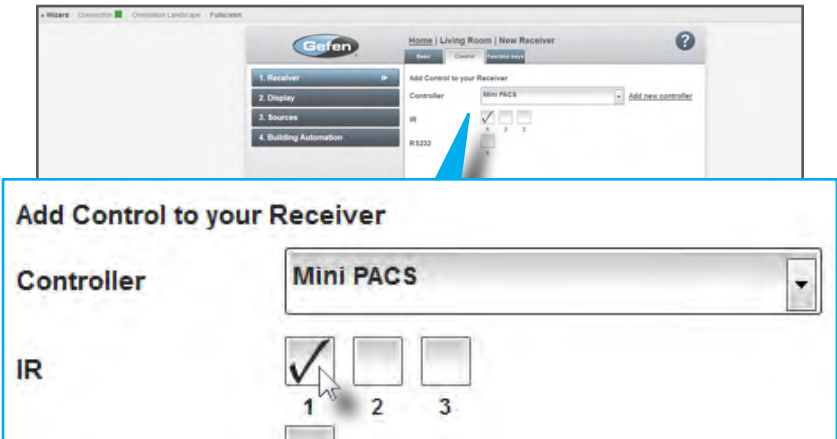 » Wizard Connection Orientation Landscape Fullscreen
Gefen
Home | Living Room | New Receiver
?
Basic Control Function keys
1. Receiver
2. Display
3. Sources
4. Building Automation
Add Control to your Receiver
Controller Mini PACS Add new controller
IR
1 2 3
RS232
1
Add Control to your Receiver
Controller Mini PACS
IR
1 2 3